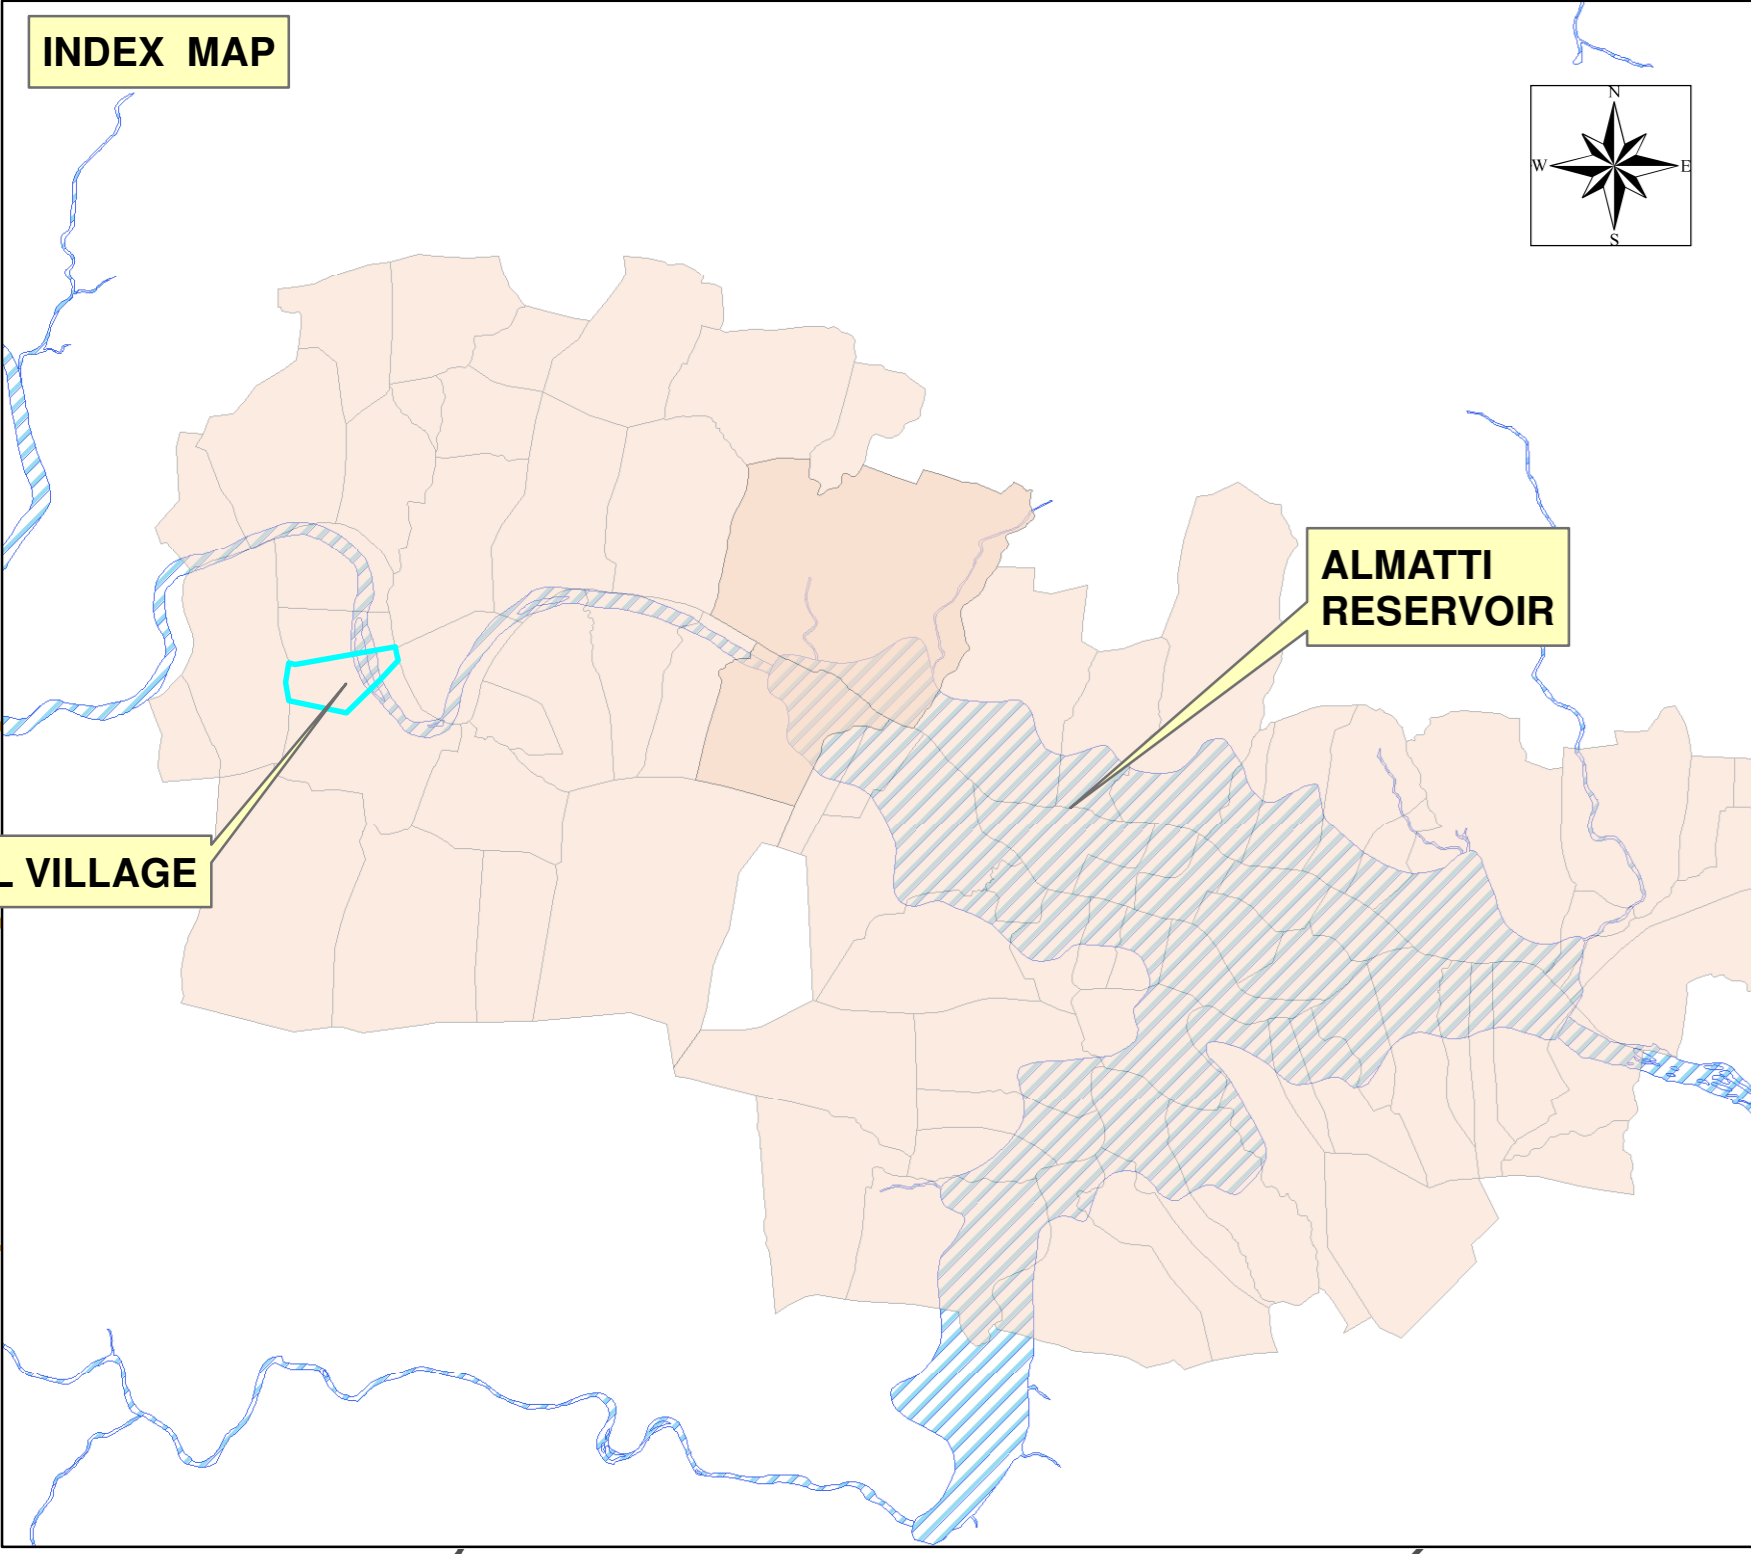 INDEX MAP
N
W E
S
ALMATTI
RESERVOIR
L VILLAGE